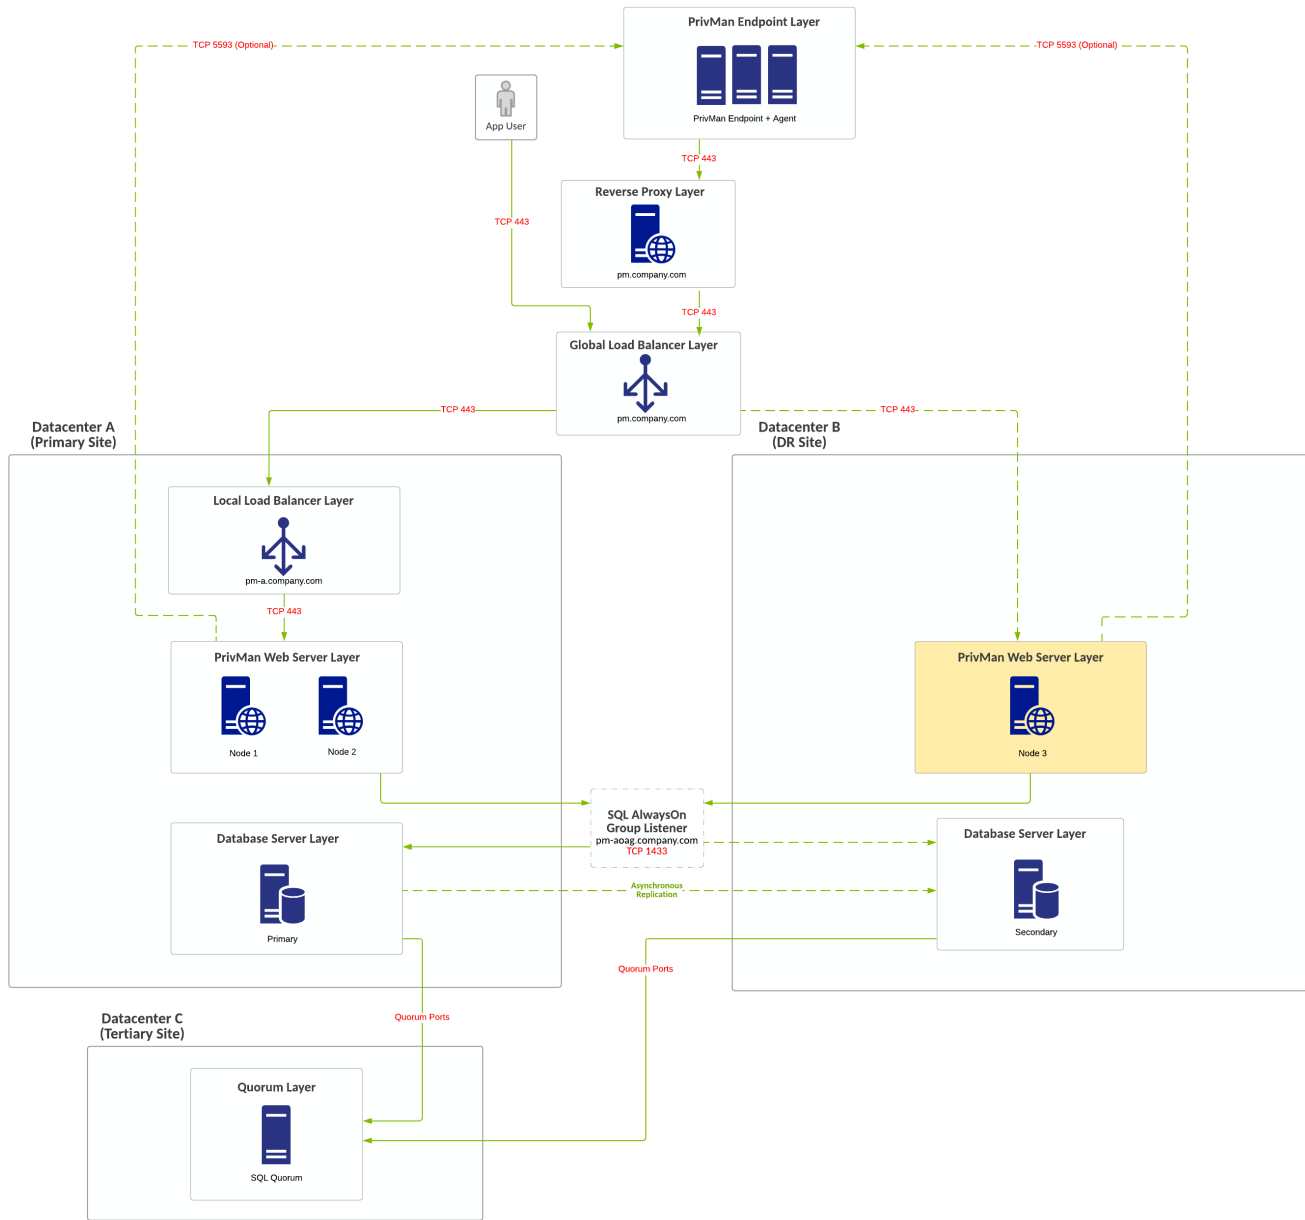 PrivMan Endpoint Layer
TCP 5593 (Optional)
TCP 5593 (Optional)
PrivMan Endpoint + Agent
App User
TCP 443
Reverse Proxy Layer
pm.company.com
TCP 443
TCP 443
Global Load Balancer Layer
pm.company.com
TCP 443
TCP 443
Datacenter A
(Primary Site)
Datacenter B
(DR Site)
Local Load Balancer Layer
pm-a.company.com
TCP 443
PrivMan Web Server Layer
Node 1
Node 2
PrivMan Web Server Layer
Node 3
SQL AlwaysOn
Group Listener
pm-aoag.company.com
TCP 1433
Database Server Layer
Primary
Database Server Layer
Secondary
Asynchronous
Replication
Quorum Ports
Quorum Ports
Datacenter C
(Tertiary Site)
Quorum Layer
SQL Quorum